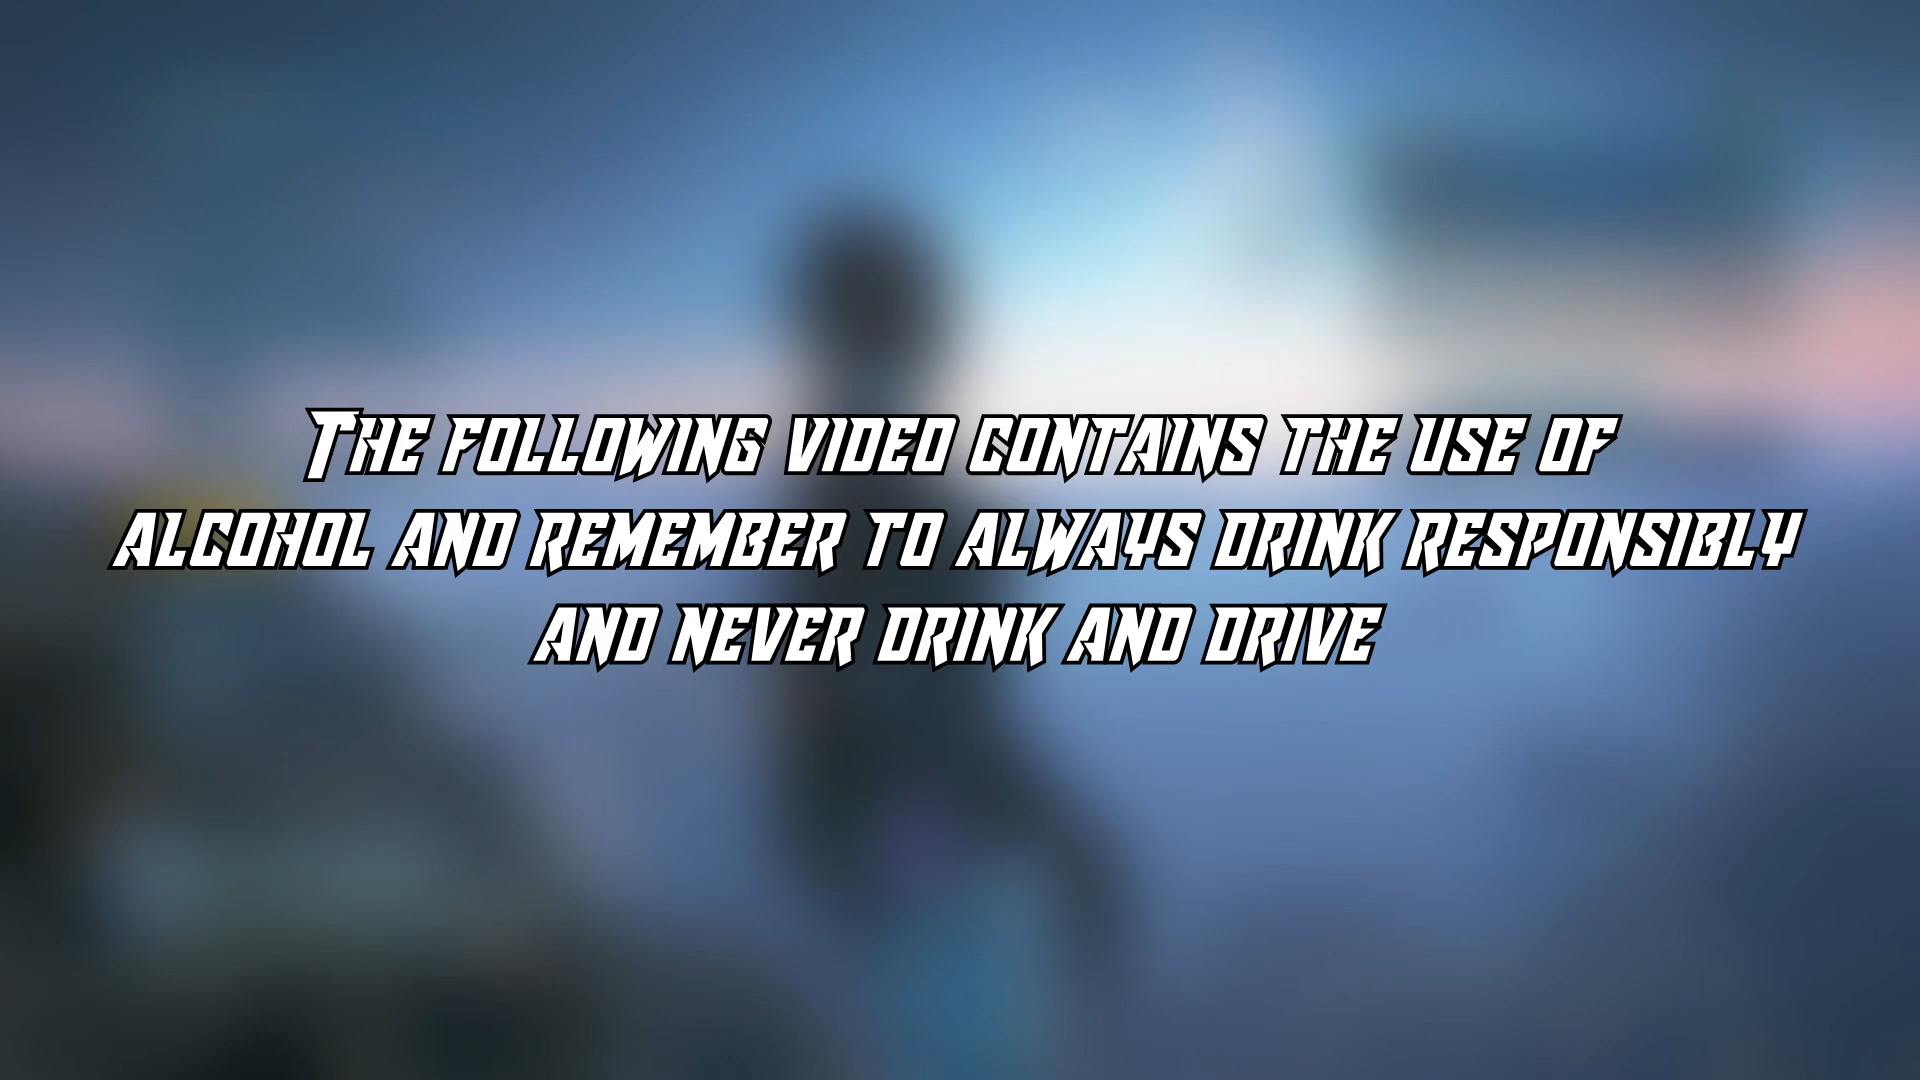 The following video contains the use of
alcohol and remember to always drink responsibly
and never drink and drive